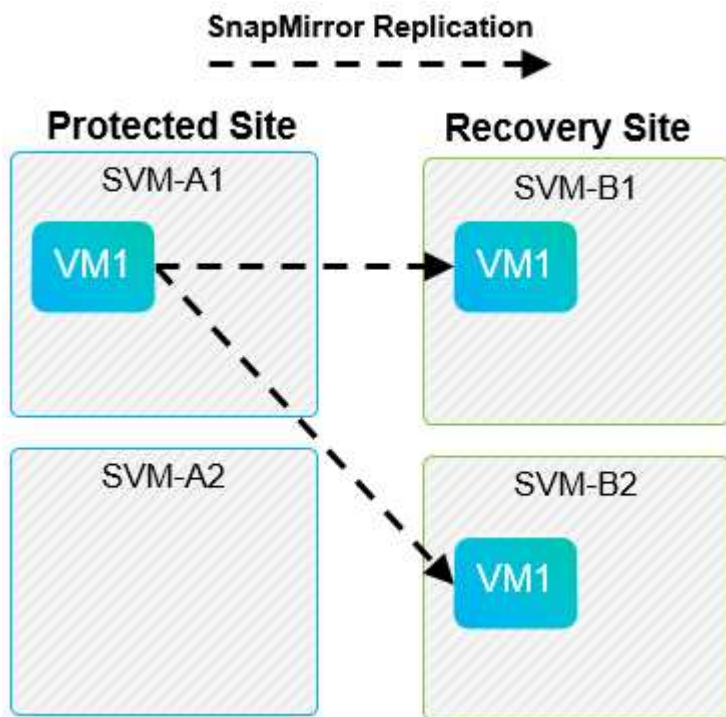 SnapMirror Replication
Protected Site
Recovery Site
SVM-A1
SVM-B1
VM1
VM1
SVM-A2
SVM-B2
VM1